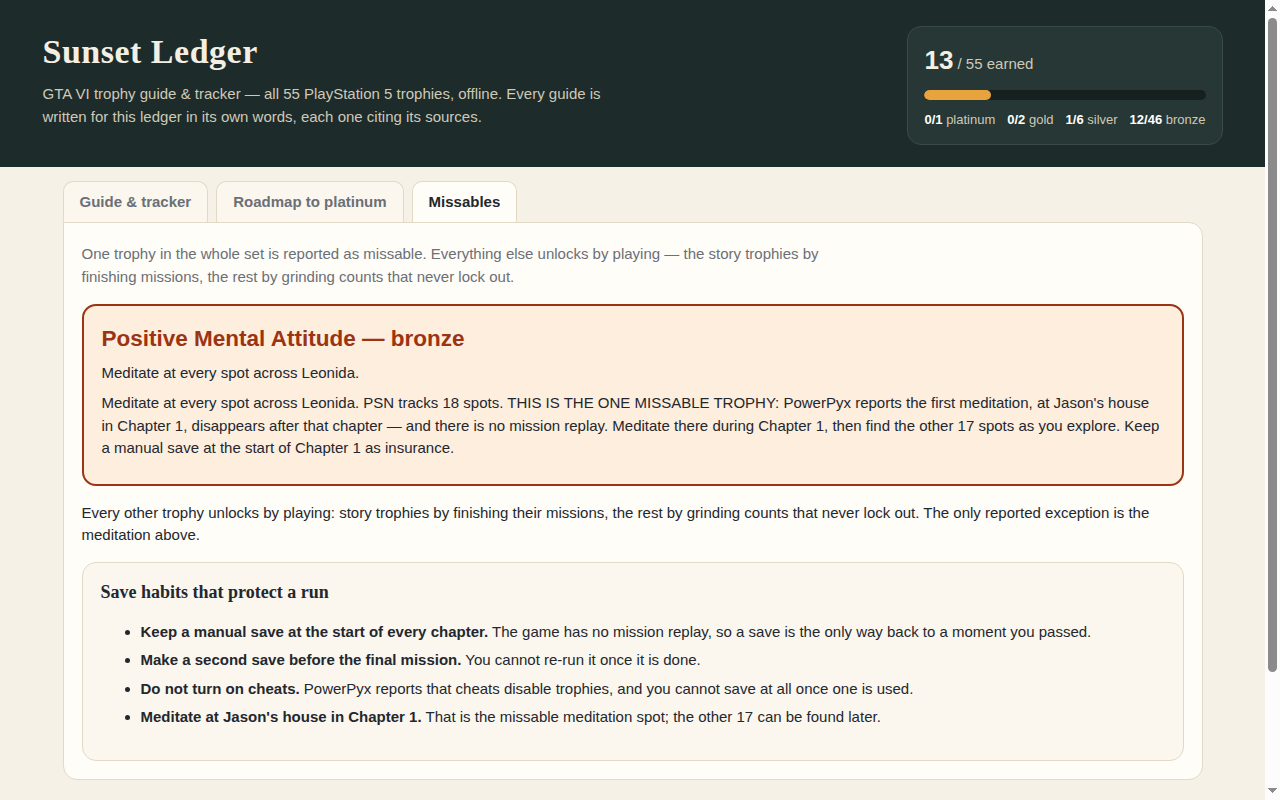 Sunset Ledger
GTA VI trophy guide & tracker — all 55 PlayStation 5 trophies, offline. Every guide is
written for this ledger in its own words, each one citing its sources.
13 / 55 earned
0/1 platinum 0/2 gold 1/6 silver 12/46 bronze
Guide & tracker
Roadmap to platinum
Missables
One trophy in the whole set is reported as missable. Everything else unlocks by playing — the story trophies by
finishing missions, the rest by grinding counts that never lock out.
Positive Mental Attitude — bronze
Meditate at every spot across Leonida.
Meditate at every spot across Leonida. PSN tracks 18 spots. THIS IS THE ONE MISSABLE TROPHY: PowerPyx reports the first meditation, at Jason's house
in Chapter 1, disappears after that chapter — and there is no mission replay. Meditate there during Chapter 1, then find the other 17 spots as you explore. Keep
a manual save at the start of Chapter 1 as insurance.
Every other trophy unlocks by playing: story trophies by finishing their missions, the rest by grinding counts that never lock out. The only reported exception is the
meditation above.
Save habits that protect a run
• Keep a manual save at the start of every chapter. The game has no mission replay, so a save is the only way back to a moment you passed.
• Make a second save before the final mission. You cannot re-run it once it is done.
• Do not turn on cheats. PowerPyx reports that cheats disable trophies, and you cannot save at all once one is used.
• Meditate at Jason's house in Chapter 1. That is the missable meditation spot; the other 17 can be found later.